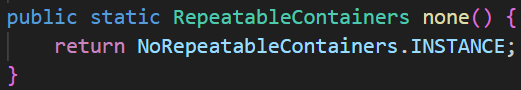 public static RepeatableContainers none() {
    return NoRepeatableContainers.INSTANCE;
}